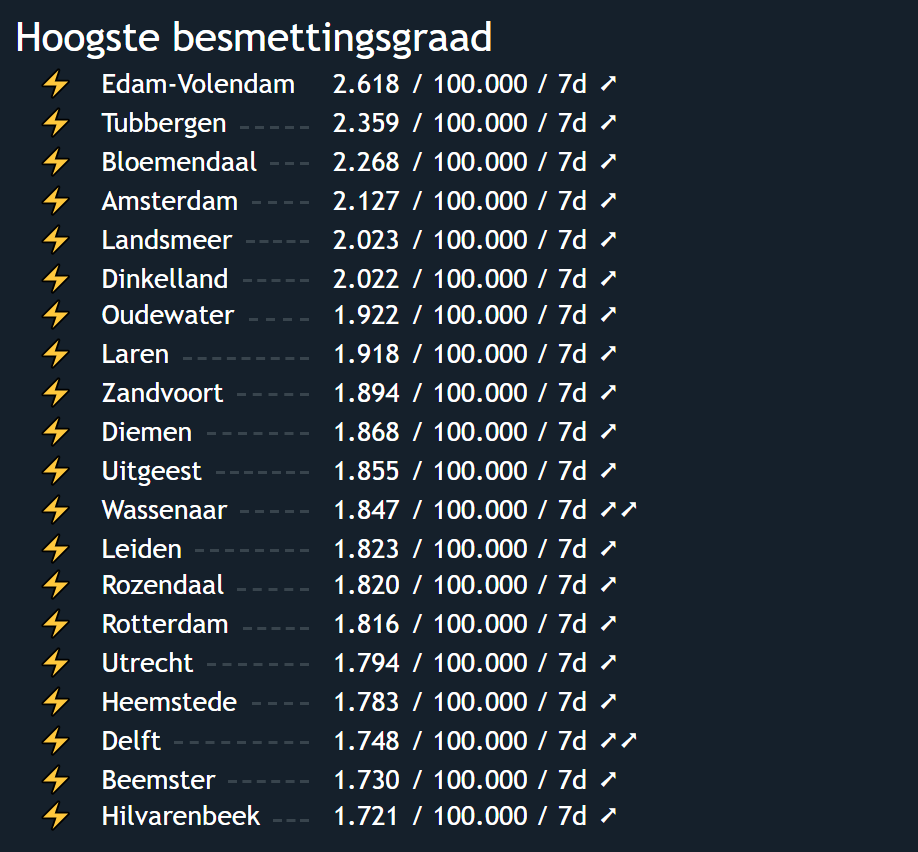 Hoogste besmettingsgraad
⚡ Edam-Volendam 2.618 / 100.000 / 7d ➚
⚡ Tubbergen ----- 2.359 / 100.000 / 7d ➚
⚡ Bloemendaal --- 2.268 / 100.000 / 7d ➚
⚡ Amsterdam ---- 2.127 / 100.000 / 7d ➚
⚡ Landsmeer ----- 2.023 / 100.000 / 7d ➚
⚡ Dinkelland ----- 2.022 / 100.000 / 7d ➚
⚡ Oudewater ---- 1.922 / 100.000 / 7d ➚
⚡ Laren --------- 1.918 / 100.000 / 7d ➚
⚡ Zandvoort ----- 1.894 / 100.000 / 7d ➚
⚡ Diemen ------- 1.868 / 100.000 / 7d ➚
⚡ Uitgeest ------- 1.855 / 100.000 / 7d ➚
⚡ Wassenaar ----- 1.847 / 100.000 / 7d ➚➚
⚡ Leiden -------- 1.823 / 100.000 / 7d ➚
⚡ Rozendaal ----- 1.820 / 100.000 / 7d ➚
⚡ Rotterdam ----- 1.816 / 100.000 / 7d ➚
⚡ Utrecht ------- 1.794 / 100.000 / 7d ➚
⚡ Heemstede ---- 1.783 / 100.000 / 7d ➚
⚡ Delft ---------- 1.748 / 100.000 / 7d ➚➚
⚡ Beemster ------ 1.730 / 100.000 / 7d ➚
⚡ Hilvarenbeek --- 1.721 / 100.000 / 7d ➚